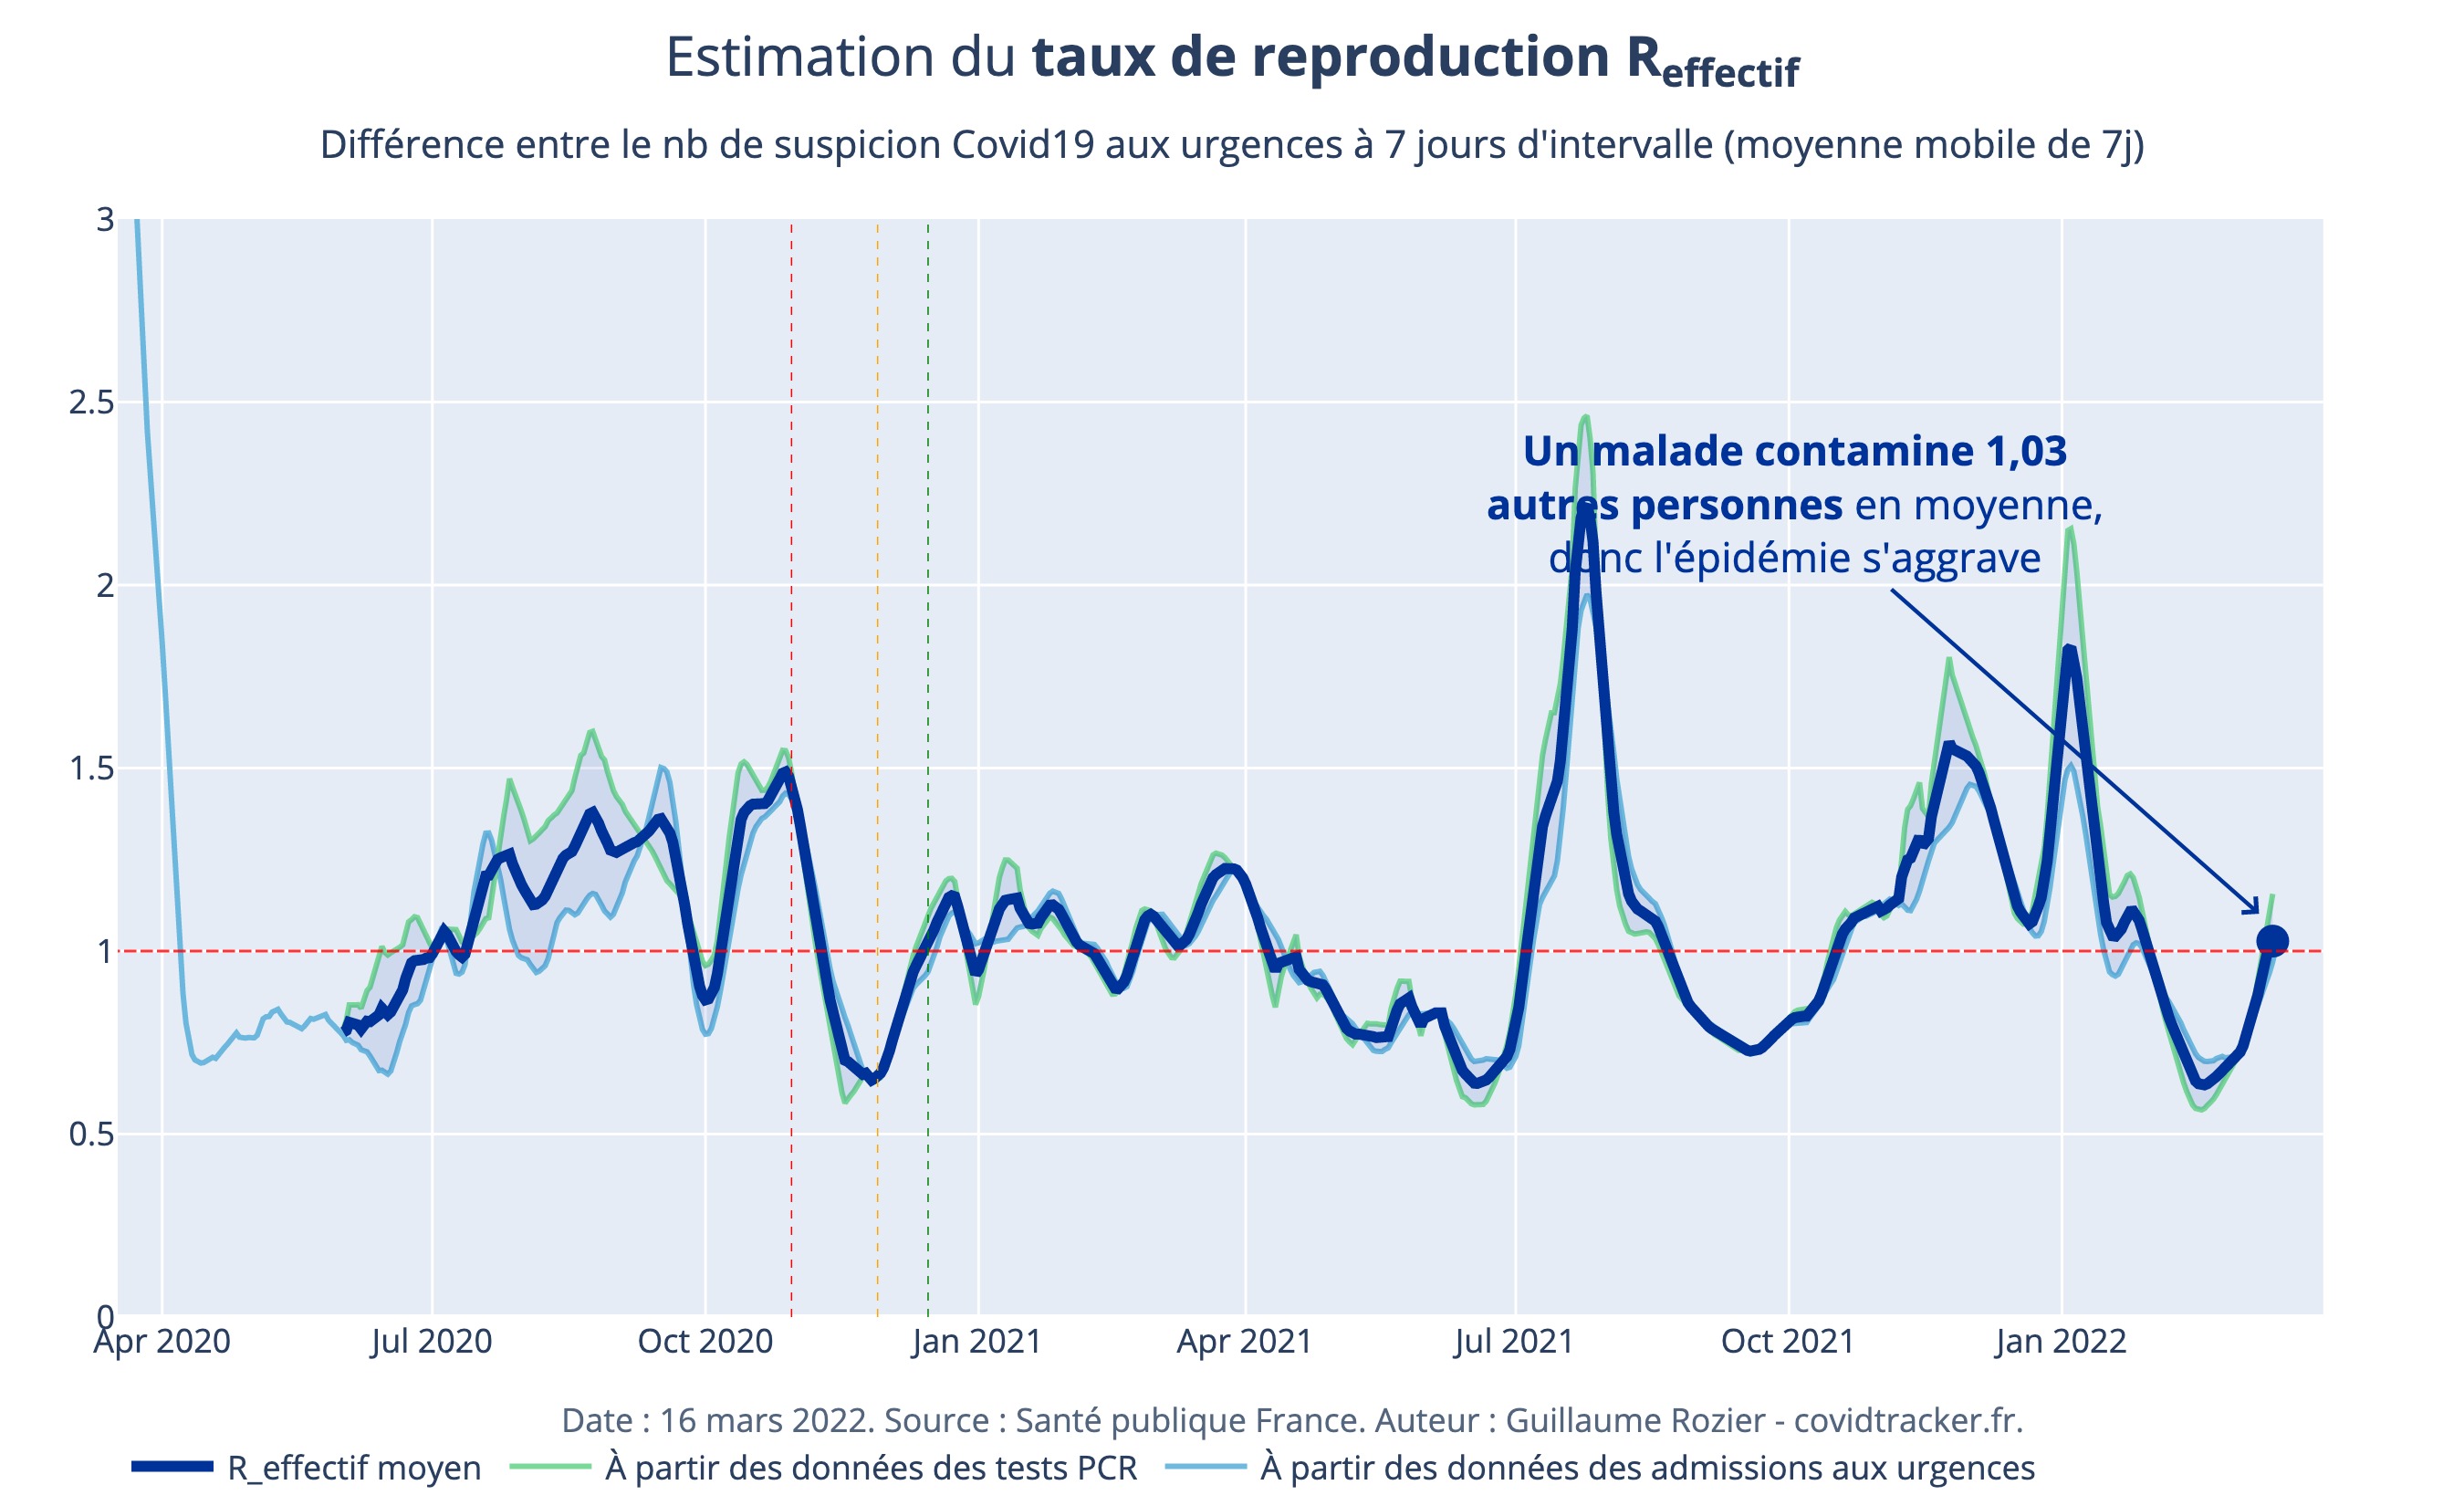 Estimation du taux de reproduction Reffectif
Différence entre le nb de suspicion Covid19 aux urgences à 7 jours d'intervalle (moyenne mobile de 7j)
3
2.5
2
1.5
1
0.5
0
Un malade contamine 1,03
autres personnes en moyenne,
donc l'épidémie s'aggrave
Apr 2020
Jul 2020
Oct 2020
Jan 2021
Apr 2021
Jul 2021
Oct 2021
Jan 2022
Date : 16 mars 2022. Source : Santé publique France. Auteur : Guillaume Rozier - covidtracker.fr.
R_effectif moyen
À partir des données des tests PCR
À partir des données des admissions aux urgences